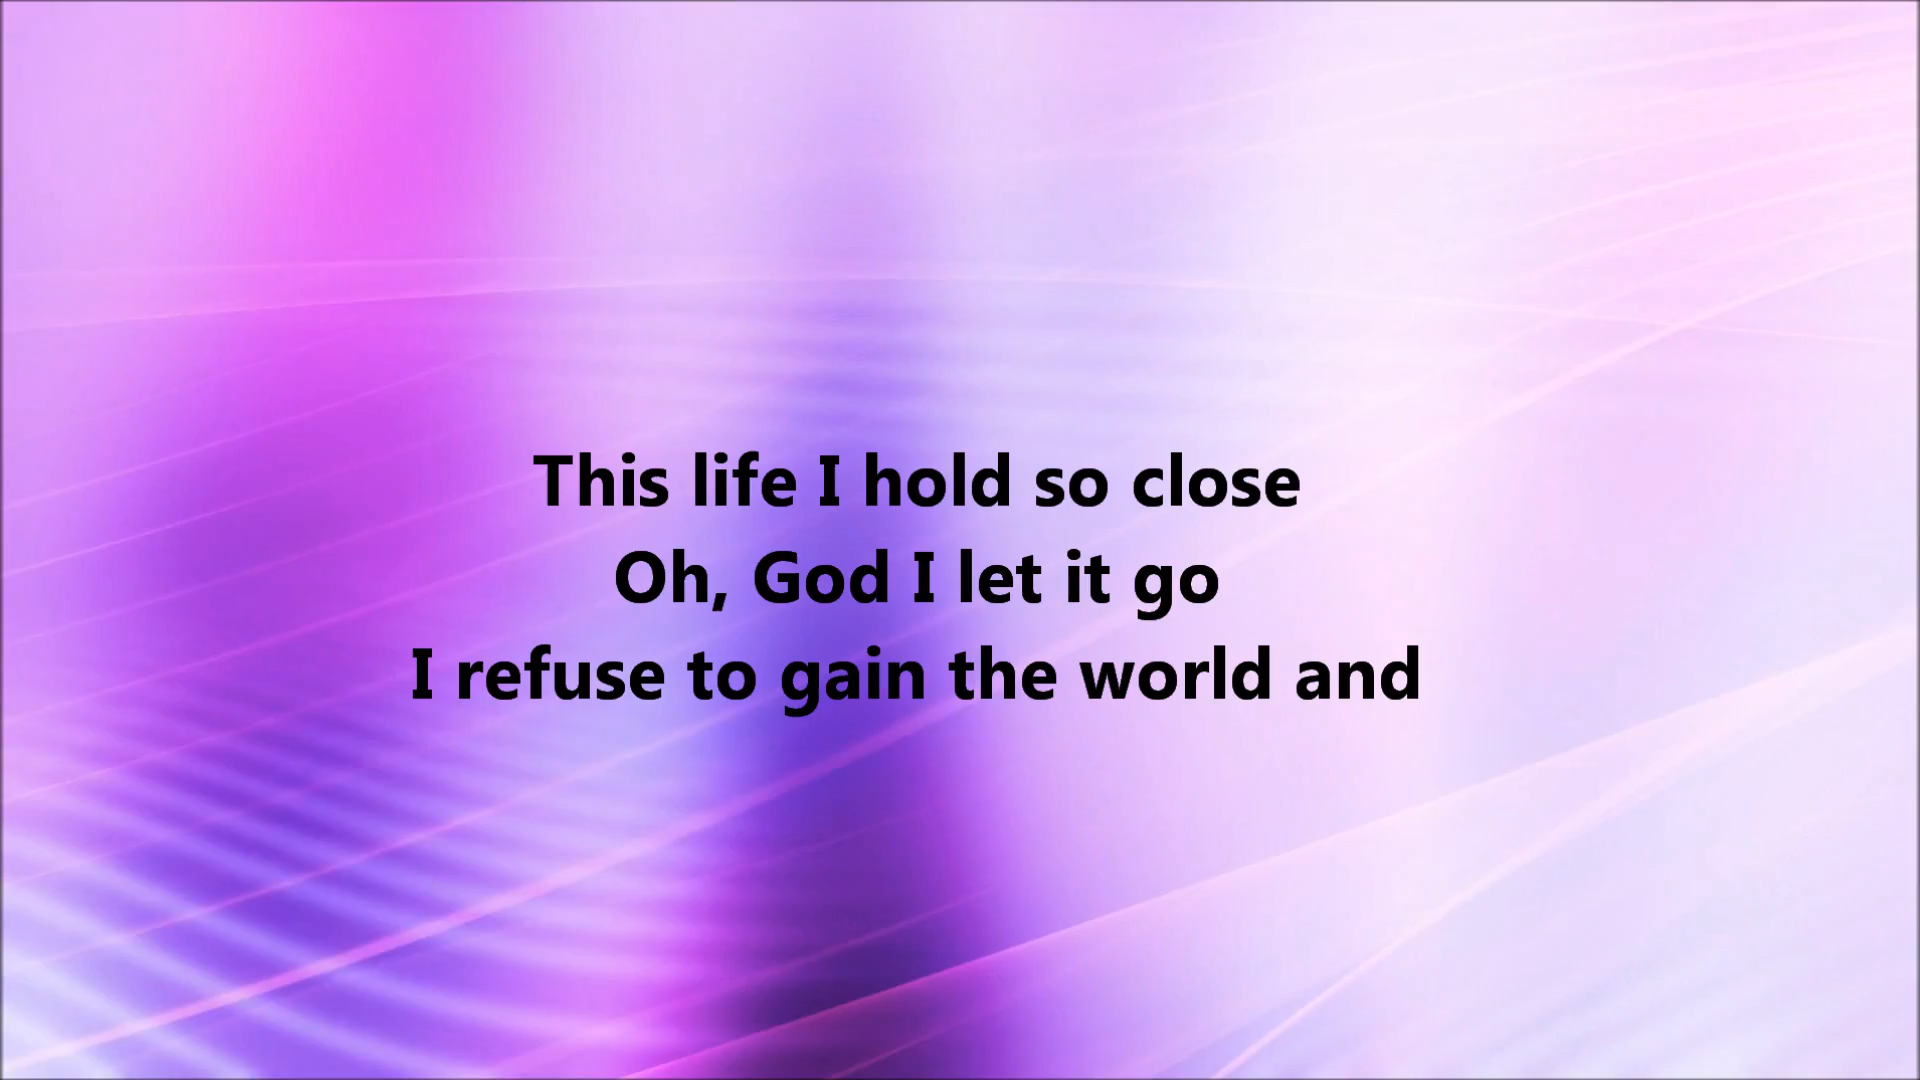 This life I hold so close
Oh, God I let it go
I refuse to gain the world and